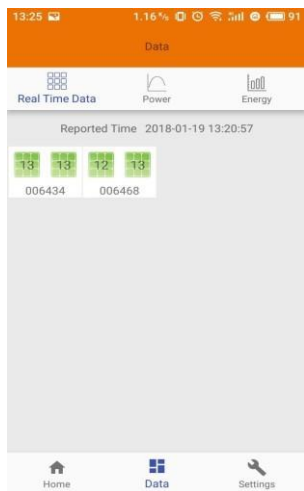 13:25 1.16 K/s 91
Data
Real Time Data Power Energy
Reported Time 2018-01-19 13:20:57
13 13 12 13
006434 006468
Home Data Settings